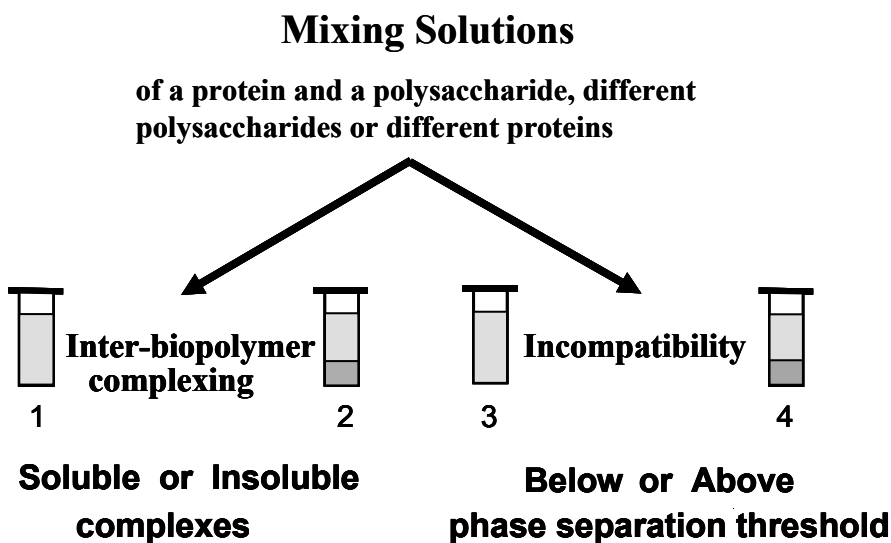 Mixing Solutions
of a protein and a polysaccharide, different
polysaccharides or different proteins
Inter-biopolymer
complexing
Incompatibility
1
2
3
4
Soluble or Insoluble
complexes
Below or Above
phase separation threshold